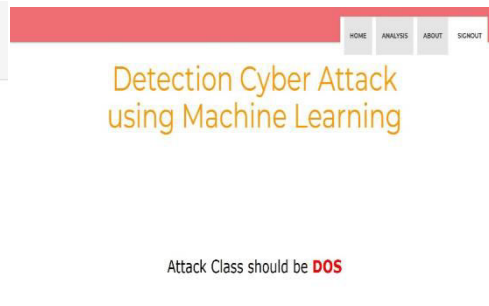 HOME ANALYSIS ABOUT SIGNOUT
Detection Cyber Attack
using Machine Learning
Attack Class should be DOS